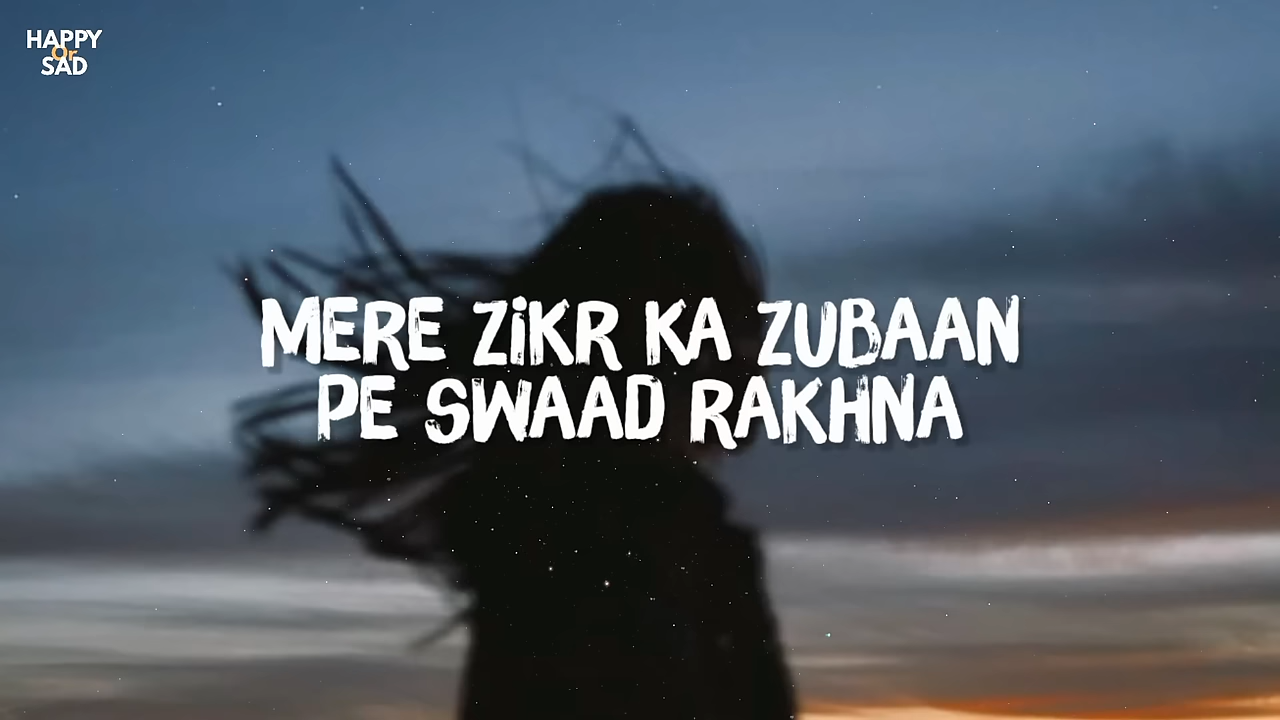 HAPPY
Or
SAD
MERE ZiKR KA ZUBAAN
PE SWAAD RAKHNA